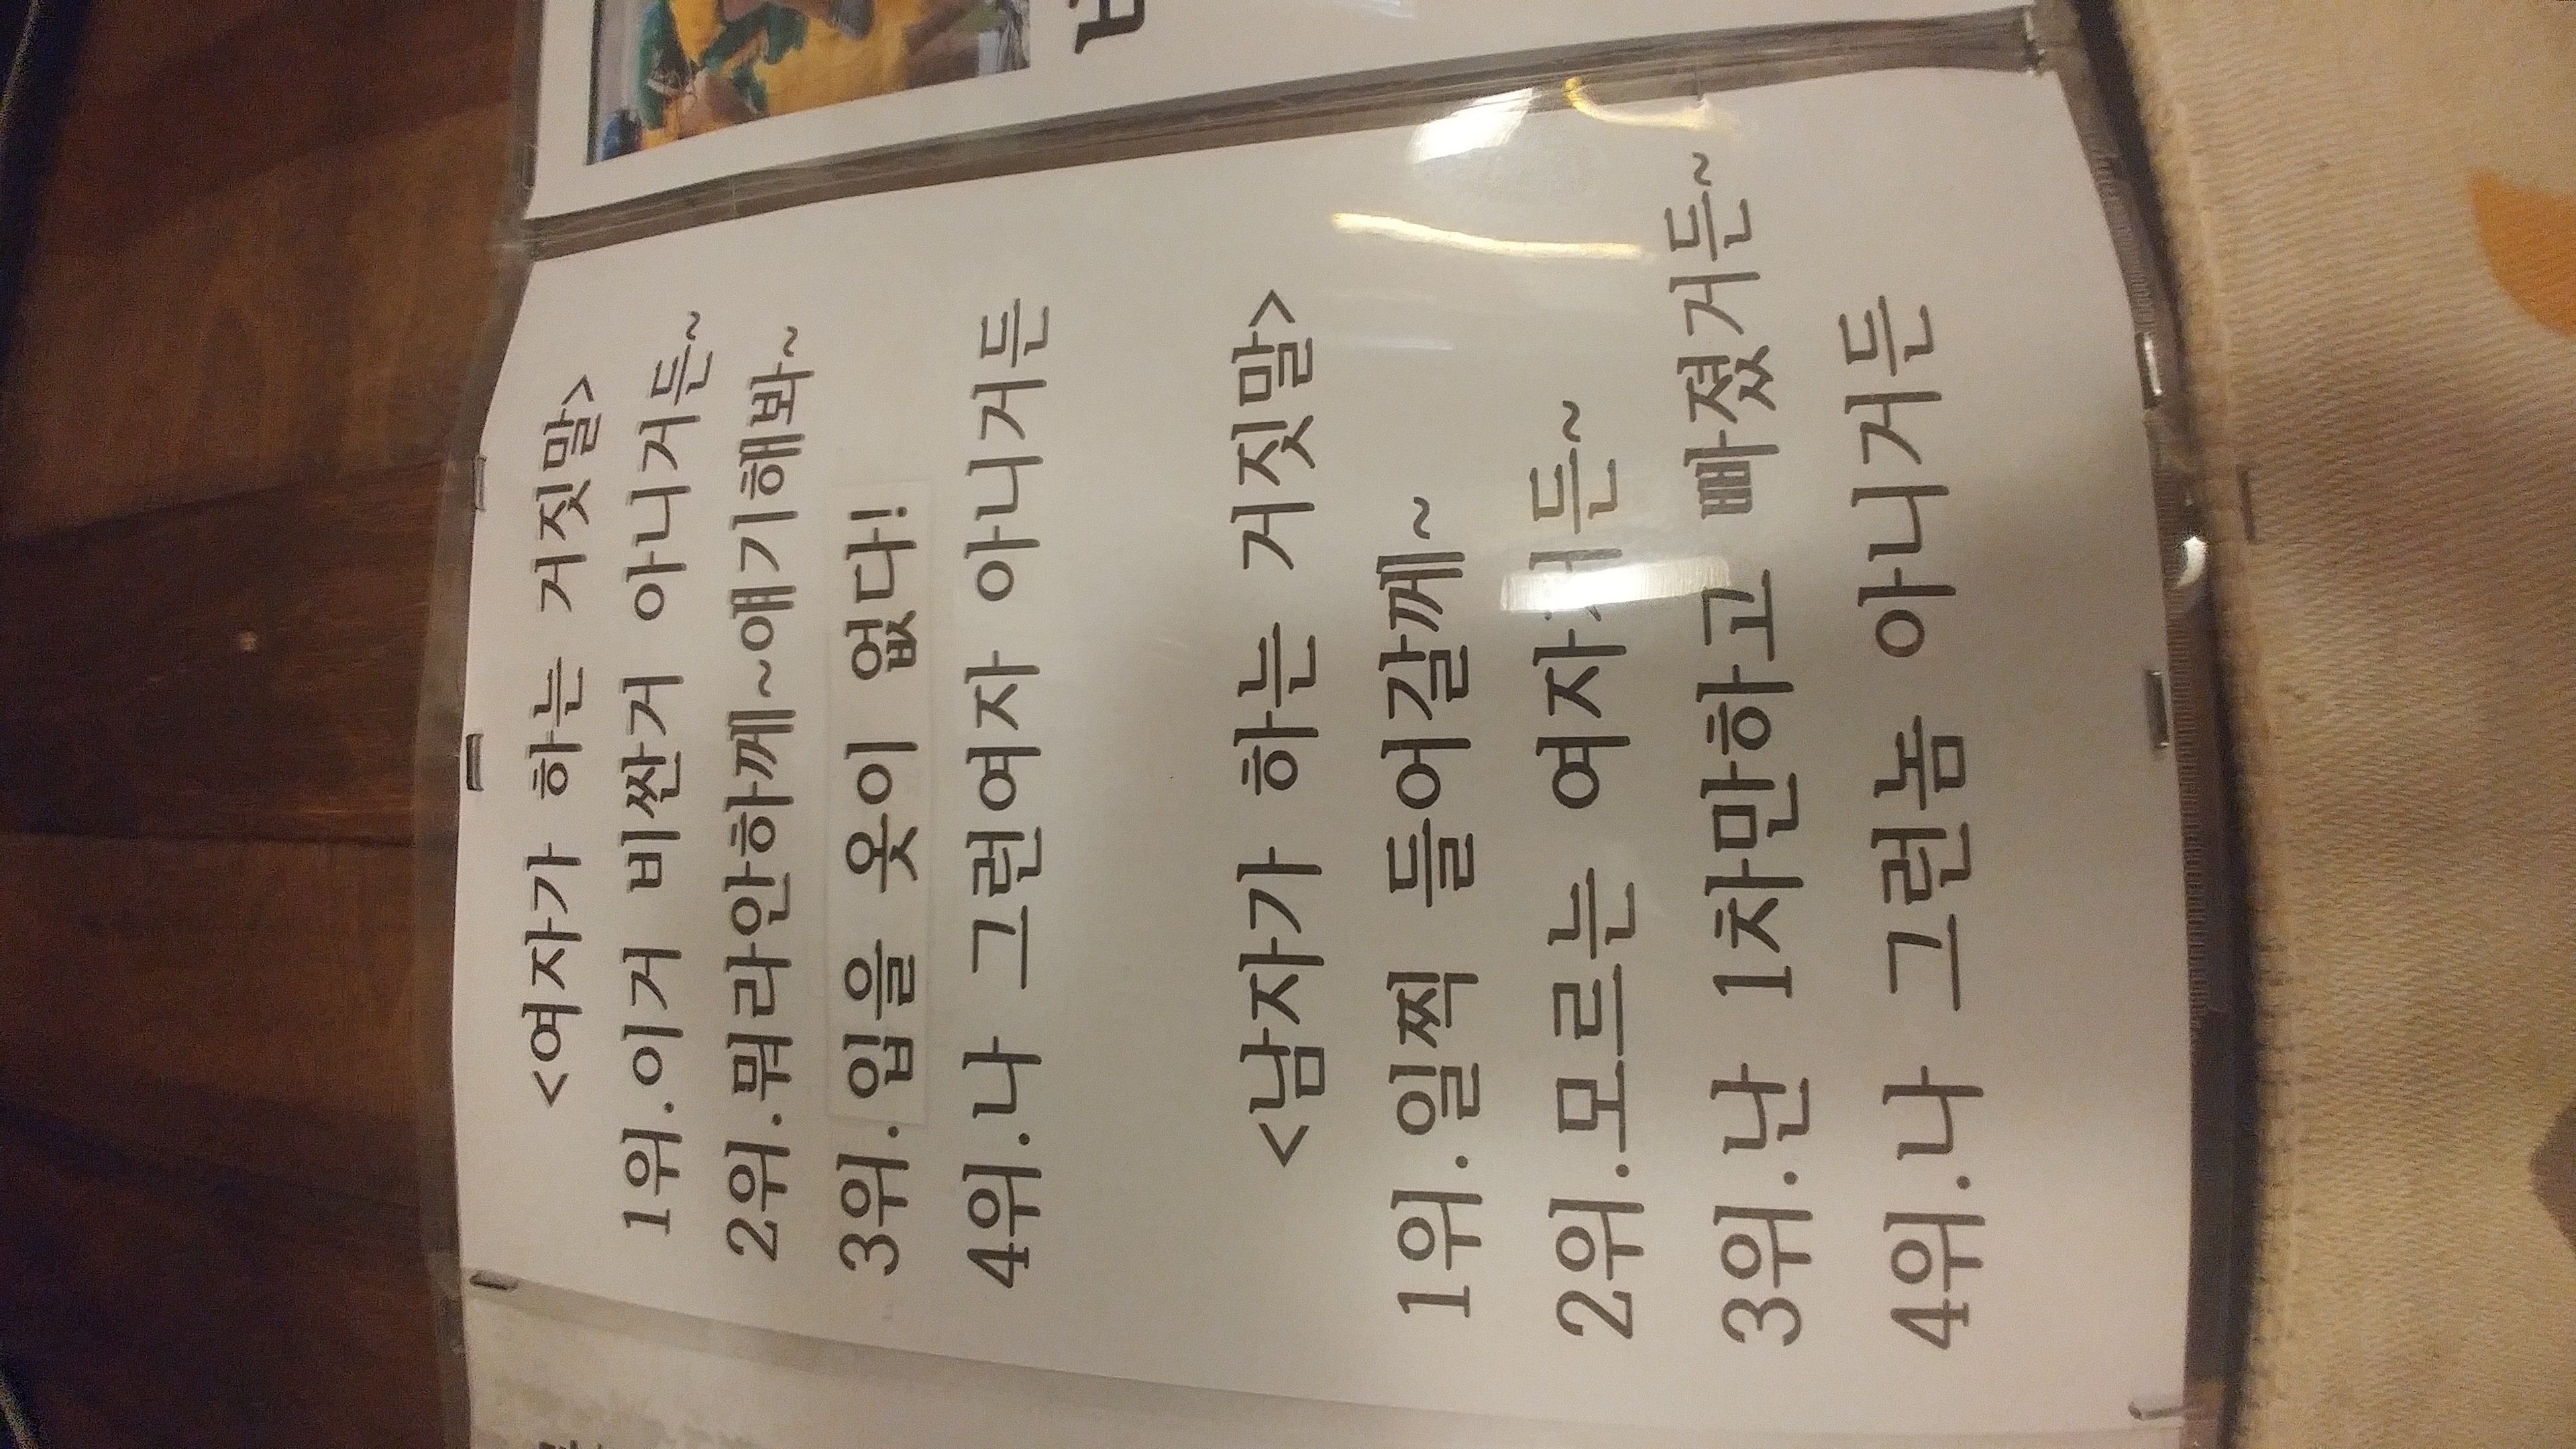 <여자가 하는 거짓말>
1위.이거 비싼거 아니거든~
2위.뭐라안하께~얘기해봐~
3위.입을 옷이 없다!
4위.나 그런여자 아니거든
<남자가 하는 거짓말>
1위.일찍 들어갈께~
2위.모르는 여자거든~
3위.난 1차만하고 빠졌거든~
4위.나 그런놈 아니거든